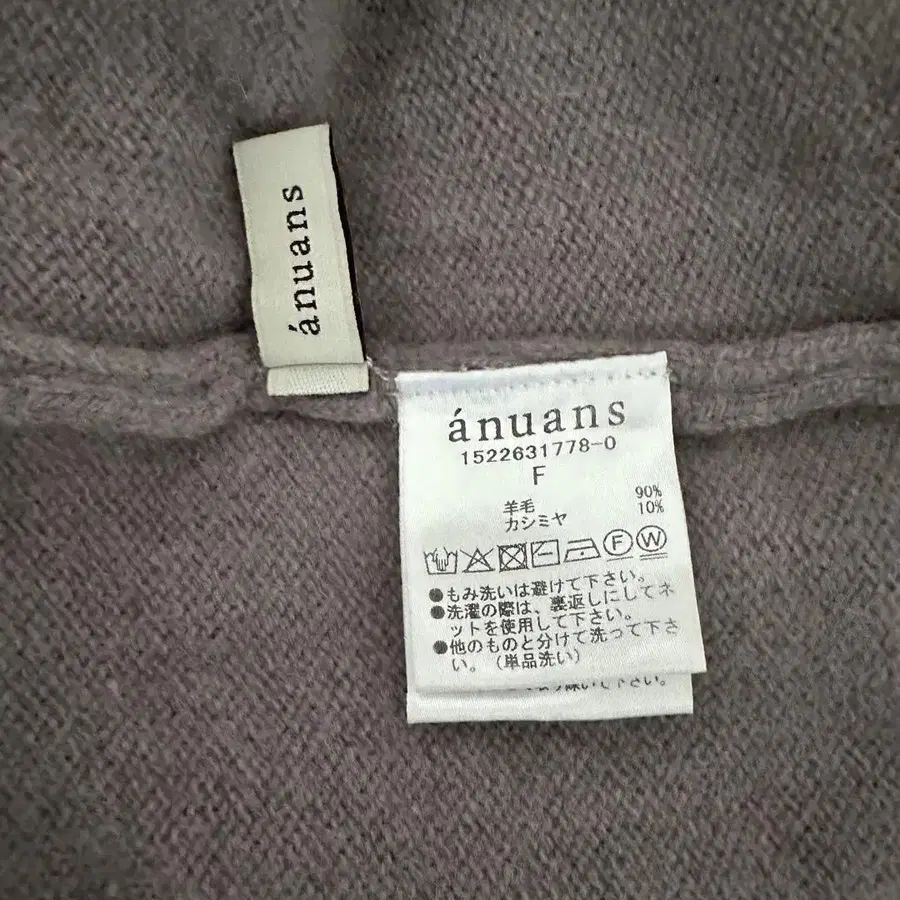 ánuans
ánuans
1522631778-0
F
羊毛 90%
カシミヤ 10%
F W
●もみ洗いは避けて下さい。
●洗濯の際は、裏返しにしてネ
ットを使用して下さい。
●他のものと分けて洗って下さ
い。（単品洗い）
下さい。